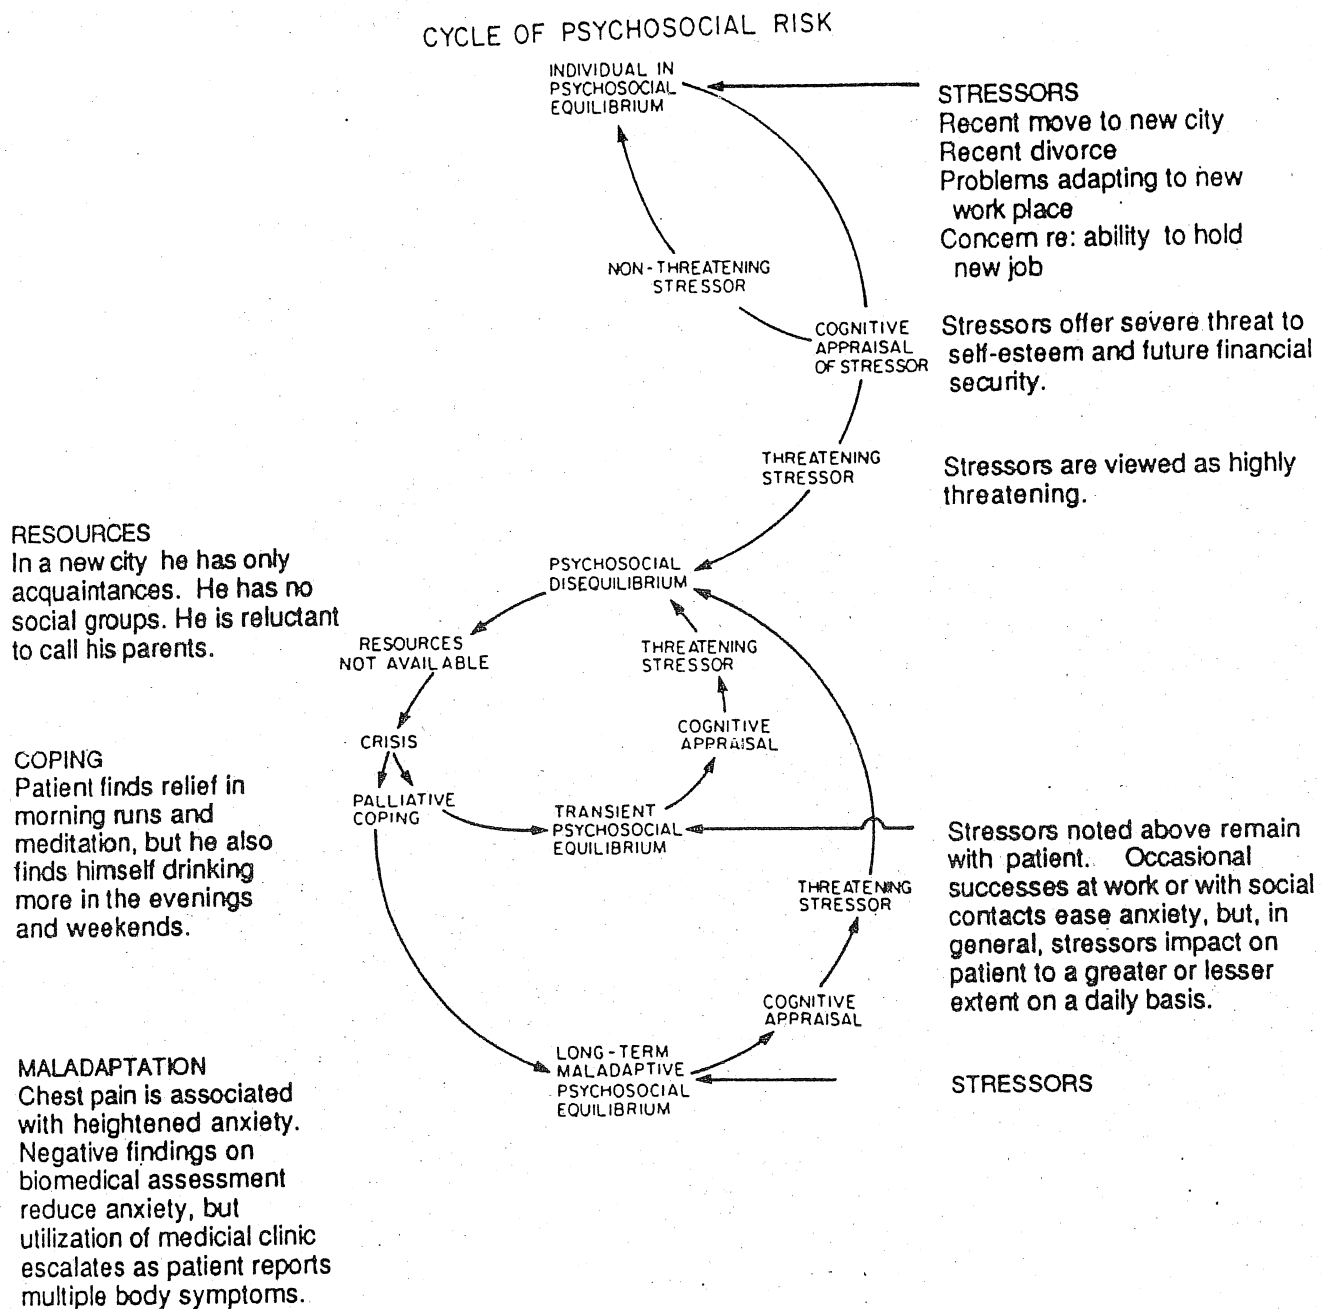 CYCLE OF PSYCHOSOCIAL RISK
INDIVIDUAL IN
PSYCHOSOCIAL
EQUILIBRIUM
STRESSORS
Recent move to new city
Recent divorce
Problems adapting to new
work place
Concern re: ability to hold
new job
NON-THREATENING
STRESSOR
COGNITIVE
APPRAISAL
OF STRESSOR
Stressors offer severe threat to
self-esteem and future financial
security.
THREATENING
STRESSOR
Stressors are viewed as highly
threatening.
RESOURCES
In a new city he has only
acquaintances. He has no
social groups. He is reluctant
to call his parents.
PSYCHOSOCIAL
DISEQUILIBRIUM
RESOURCES
NOT AVAILABLE
THREATENING
STRESSOR
CRISIS
COGNITIVE
APPRAISAL
COPING
Patient finds relief in
morning runs and
meditation, but he also
finds himself drinking
more in the evenings
and weekends.
PALLIATIVE
COPING
TRANSIENT
PSYCHOSOCIAL
EQUILIBRIUM
Stressors noted above remain
with patient. Occasional
successes at work or with social
contacts ease anxiety, but, in
general, stressors impact on
patient to a greater or lesser
extent on a daily basis.
THREATENING
STRESSOR
COGNITIVE
APPRAISAL
MALADAPTATION
Chest pain is associated
with heightened anxiety.
Negative findings on
biomedical assessment
reduce anxiety, but
utilization of medicial clinic
escalates as patient reports
multiple body symptoms.
LONG-TERM
MALADAPTIVE
PSYCHOSOCIAL
EQUILIBRIUM
STRESSORS